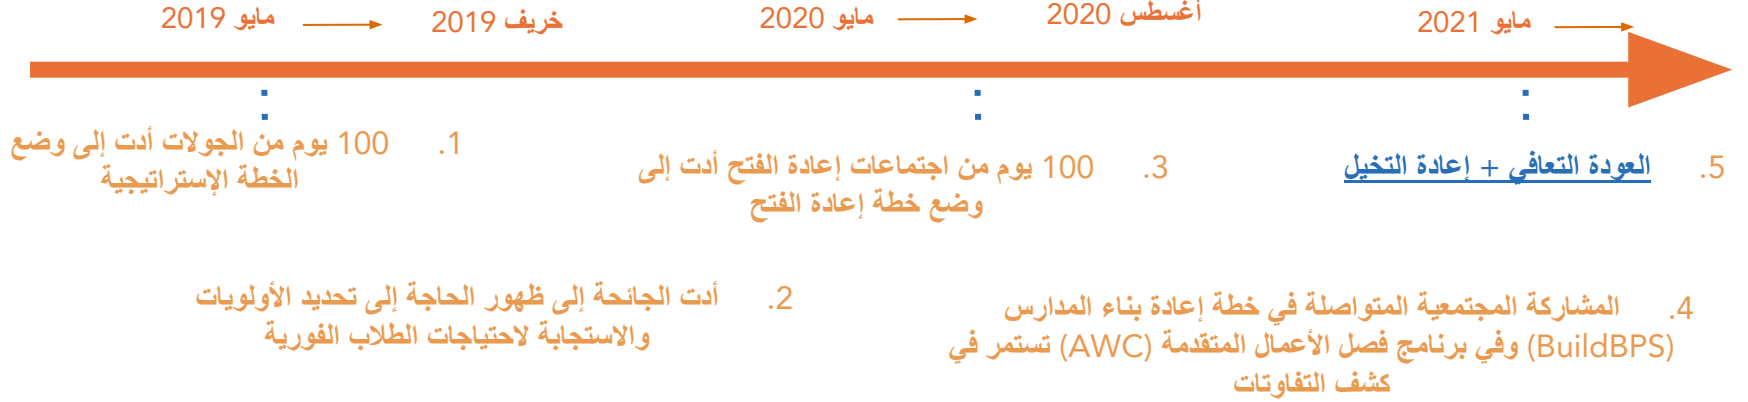 مايو 2019
خريف 2019
مايو 2020
أغسطس 2020
مايو 2021
1. 100 يوم من الجولات أدت إلى وضع
الخطة الإستراتيجية
2. أدت الجائحة إلى ظهور الحاجة إلى تحديد الأولويات
والاستجابة لاحتياجات الطلاب الفورية
3. 100 يوم من اجتماعات إعادة الفتح أدت إلى
وضع خطة إعادة الفتح
4. المشاركة المجتمعية المتواصلة في خطة إعادة بناء المدارس
(BuildBPS) وفي برنامج فصل الأعمال المتقدمة (AWC) تستمر في
كشف التفاوتات
5. العودة التعافي + إعادة التخيل